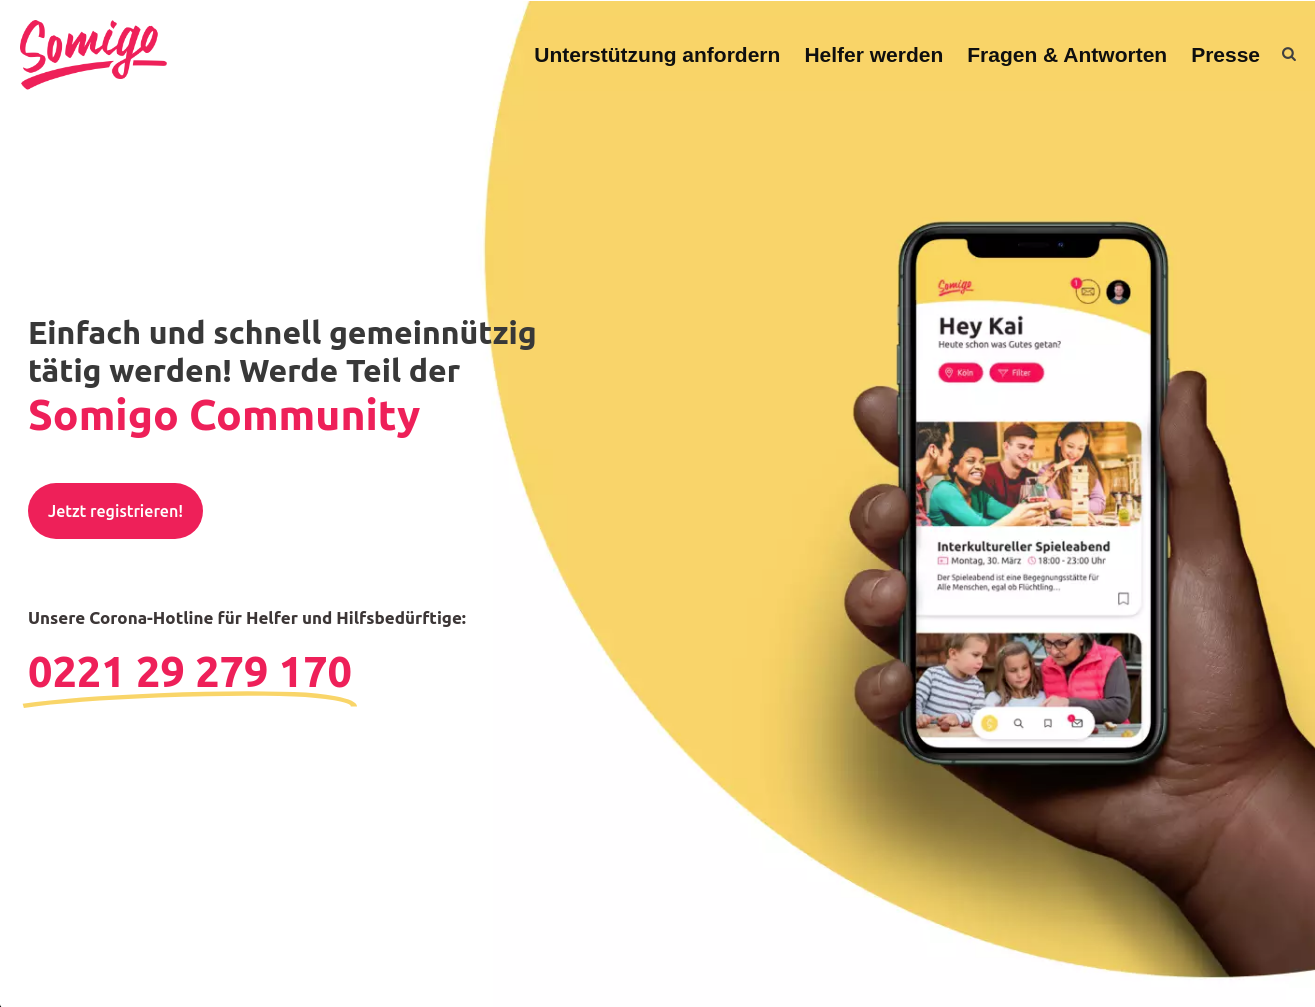 Somigo
Unterstützung anfordern Helfer werden Fragen & Antworten Presse
Einfach und schnell gemeinnützig
tätig werden! Werde Teil der
Somigo Community
Jetzt registrieren!
Unsere Corona-Hotline für Helfer und Hilfsbedürftige:
0221 29 279 170
Somigo
1
Hey Kai
Heute schon was Gutes getan?
Köln Filter
Interkultureller Spieleabend
Montag, 30. März 18:00 - 23:00 Uhr
Der Spieleabend ist eine Begegnungsstätte für
Alle Menschen, egal ob Flüchtling...